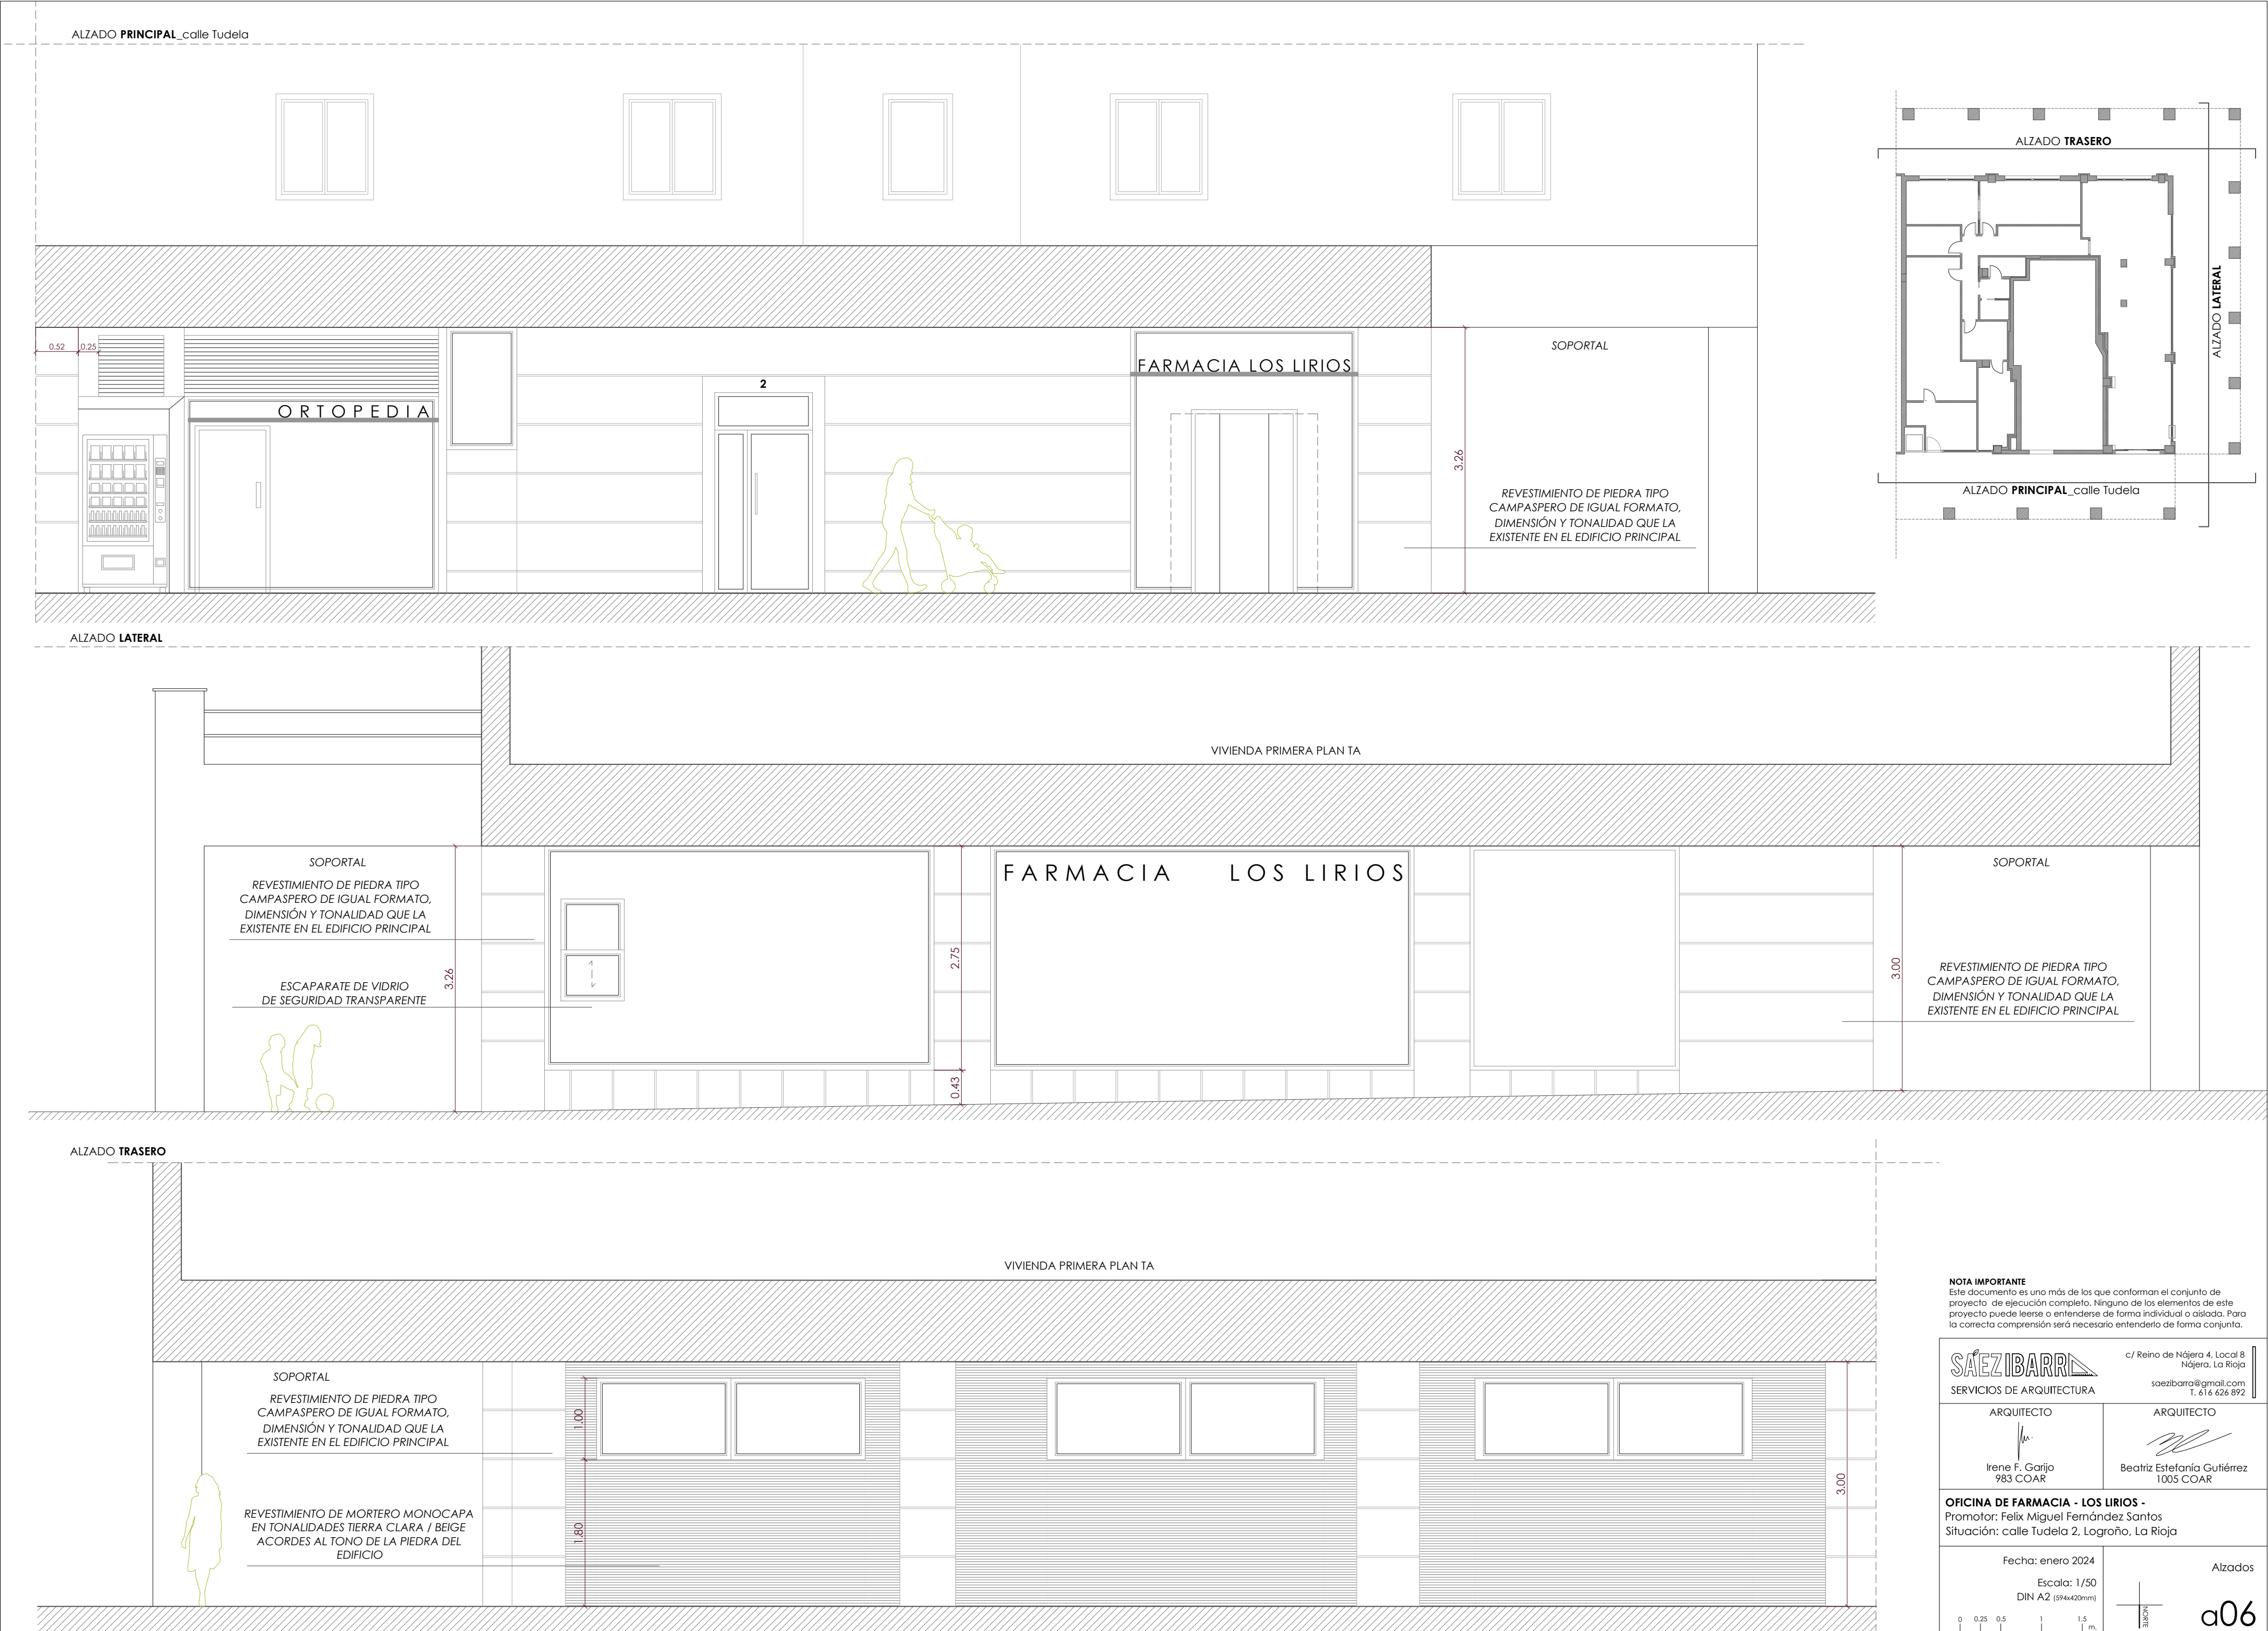 ALZADO PRINCIPAL_calle Tudela
0.52
0.25
ORTOPEDIA
2
FARMACIA LOS LIRIOS
3.26
SOPORTAL
REVESTIMIENTO DE PIEDRA TIPO
CAMPASPERO DE IGUAL FORMATO,
DIMENSIÓN Y TONALIDAD QUE LA
EXISTENTE EN EL EDIFICIO PRINCIPAL
ALZADO TRASERO
ALZADO LATERAL
ALZADO PRINCIPAL_calle Tudela
ALZADO LATERAL
VIVIENDA PRIMERA PLAN TA
SOPORTAL
REVESTIMIENTO DE PIEDRA TIPO
CAMPASPERO DE IGUAL FORMATO,
DIMENSIÓN Y TONALIDAD QUE LA
EXISTENTE EN EL EDIFICIO PRINCIPAL
ESCAPARATE DE VIDRIO
DE SEGURIDAD TRANSPARENTE
3.26
2.75
0.43
FARMACIA LOS LIRIOS
3.00
SOPORTAL
REVESTIMIENTO DE PIEDRA TIPO
CAMPASPERO DE IGUAL FORMATO,
DIMENSIÓN Y TONALIDAD QUE LA
EXISTENTE EN EL EDIFICIO PRINCIPAL
ALZADO TRASERO
VIVIENDA PRIMERA PLAN TA
SOPORTAL
REVESTIMIENTO DE PIEDRA TIPO
CAMPASPERO DE IGUAL FORMATO,
DIMENSIÓN Y TONALIDAD QUE LA
EXISTENTE EN EL EDIFICIO PRINCIPAL
REVESTIMIENTO DE MORTERO MONOCAPA
EN TONALIDADES TIERRA CLARA / BEIGE
ACORDES AL TONO DE LA PIEDRA DEL
EDIFICIO
1.00
1.80
3.00
NOTA IMPORTANTE
Este documento es uno más de los que conforman el conjunto de
proyecto de ejecución completo. Ninguno de los elementos de este
proyecto puede leerse o entenderse de forma individual o aislada. Para
la correcta comprensión será necesario entenderlo de forma conjunta.
SÁEZ IBARRA
SERVICIOS DE ARQUITECTURA
c/ Reino de Nájera 4, Local 8
Nájera, La Rioja
saezibarra@gmail.com
T. 616 626 892
ARQUITECTO
Irene F. Garijo
983 COAR
ARQUITECTO
Beatriz Estefanía Gutiérrez
1005 COAR
OFICINA DE FARMACIA - LOS LIRIOS -
Promotor: Felix Miguel Fernández Santos
Situación: calle Tudela 2, Logroño, La Rioja
Fecha: enero 2024
Escala: 1/50
DIN A2 (594x420mm)
0 0.25 0.5 1 1.5 m.
NORTE
Alzados
a06